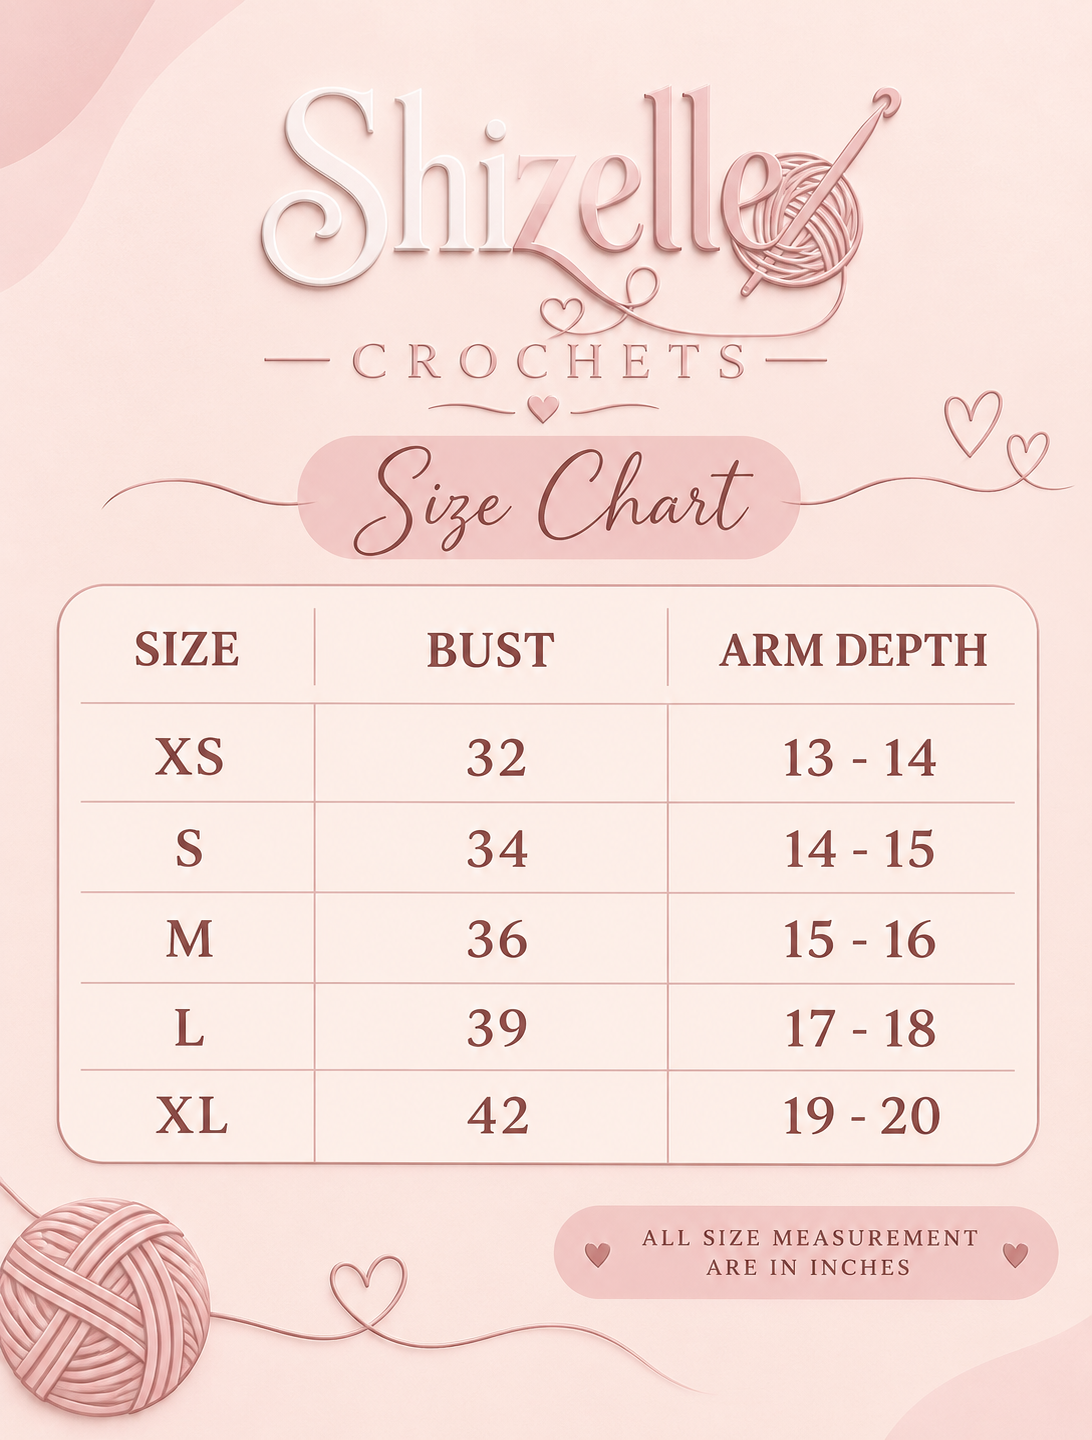 Shizelle
CROCHETS
Size Chart
SIZE BUST ARM DEPTH
XS 32 13 - 14
S 34 14 - 15
M 36 15 - 16
L 39 17 - 18
XL 42 19 - 20
ALL SIZE MEASUREMENT
ARE IN INCHES